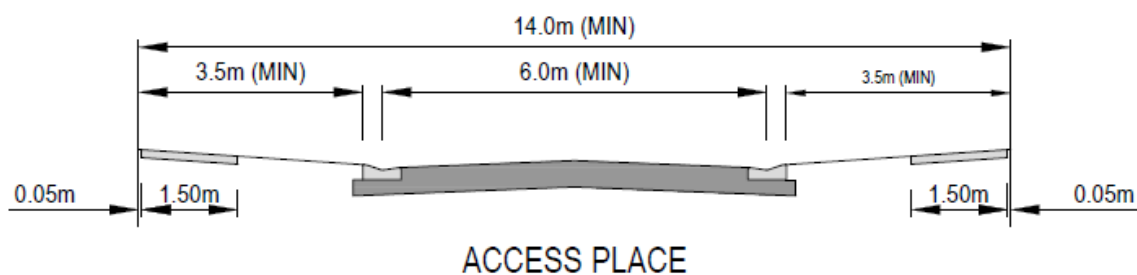 14.0m (MIN)
3.5m (MIN)
6.0m (MIN)
3.5m (MIN)
0.05m
1.50m
1.50m
0.05m
ACCESS PLACE